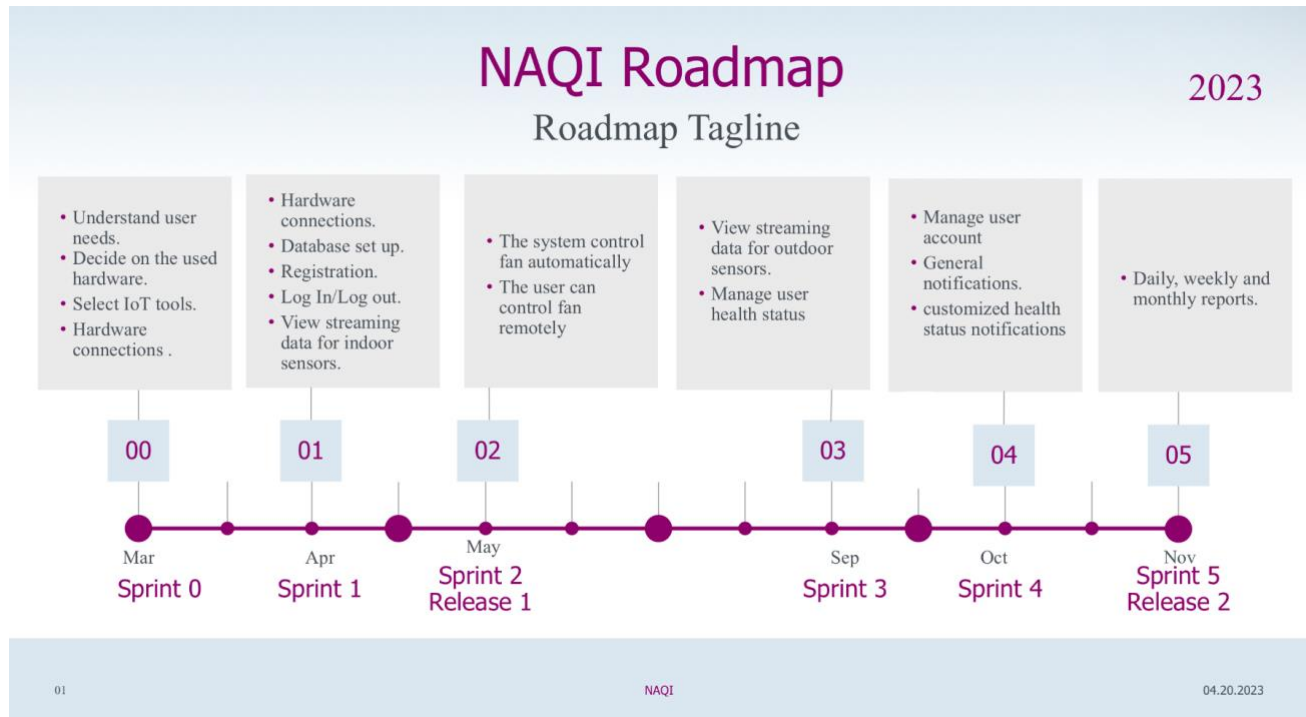 NAQI Roadmap
2023
Roadmap Tagline
• Understand user
needs.
• Decide on the used
hardware.
• Select IoT tools.
• Hardware
connections .
• Hardware
connections.
• Database set up.
• Registration.
• Log In/Log out.
• View streaming
data for indoor
sensors.
• The system control
fan automatically
• The user can
control fan
remotely
• View streaming
data for outdoor
sensors.
• Manage user
health status
• Manage user
account
• General
notifications.
• customized health
status notifications
• Daily, weekly and
monthly reports.
00
01
02
03
04
05
Mar
Apr
May
Sep
Oct
Nov
Sprint 0
Sprint 1
Sprint 2
Release 1
Sprint 3
Sprint 4
Sprint 5
Release 2
01
NAQI
04.20.2023